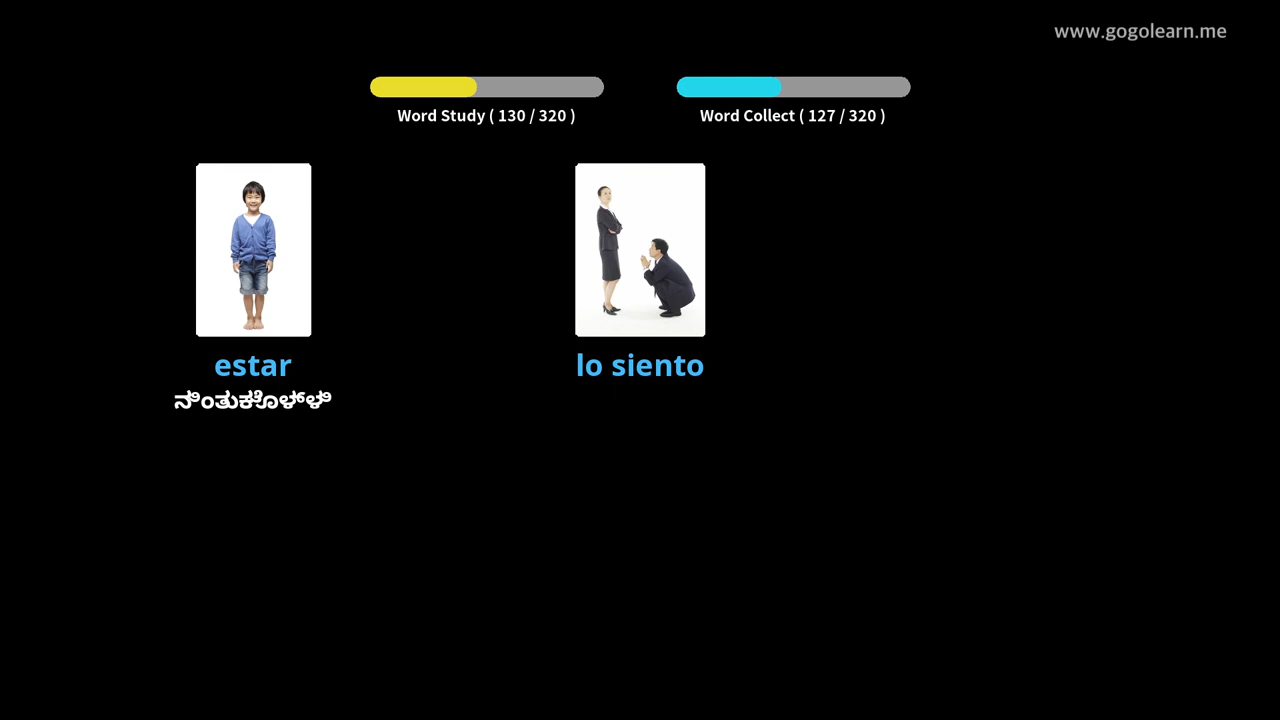 www.gogolearn.me
Word Study ( 130 / 320 )
Word Collect ( 127 / 320 )
estar
lo siento
ನಿಂತುಕೊಳ್ಳಿ